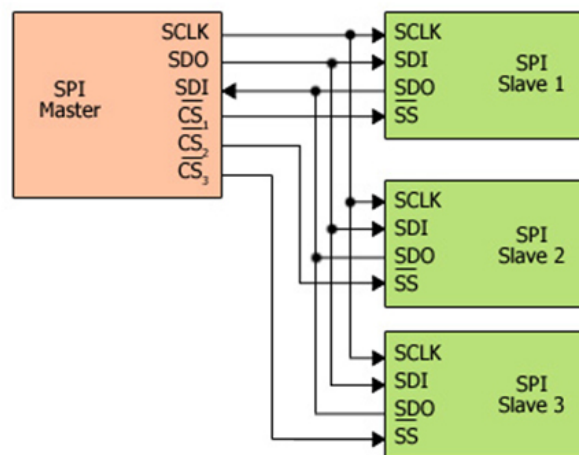 SPI
Master
SCLK
SDO
SDI
CS1
CS2
CS3
SCLK
SDI
SDO
SS
SPI
Slave 1
SCLK
SDI
SDO
SS
SPI
Slave 2
SCLK
SDI
SDO
SS
SPI
Slave 3